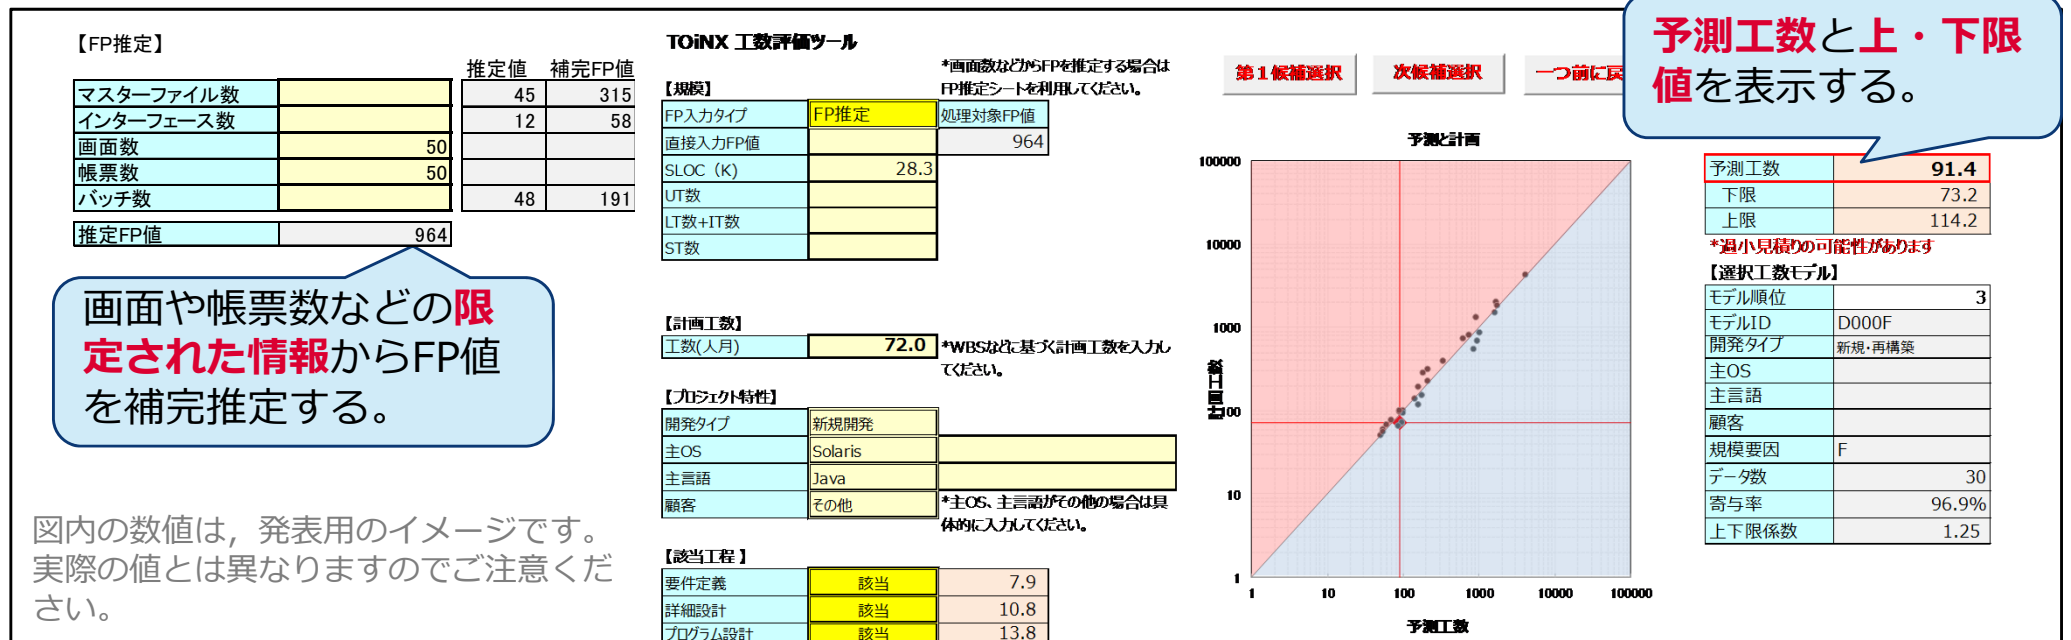 【FP推定】
推定値 補完FP値
マスターファイル数 45 315
インターフェース数 12 58
画面数 50
帳票数 50
バッチ数 48 191
推定FP値 964
画面や帳票数などの限
定された情報からFP値
を補完推定する。
図内の数値は，発表用のイメージです。
実際の値とは異なりますのでご注意くだ
さい。
TOiNX 工数評価ツール
*画面数などからFPを推定する場合は
FP推定シートを利用してください。
【規模】
FP入力タイプ FP推定 処理対象FP値
直接入力FP値 964
SLOC（K） 28.3
UT数
LT数+IT数
ST数
【計画工数】
工数(人月) 72.0 *WBSなどに基づく計画工数を入力し
てください。
【プロジェクト特性】
開発タイプ 新規開発
主OS Solaris
主言語 Java
顧客 その他 *主OS、主言語がその他の場合は具
体的に入力してください。
【該当工程 】
要件定義 該当 7.9
詳細設計 該当 10.8
プログラム設計 該当 13.8
第1候補選択 次候補選択 一つ前に戻
予測と計画
100000
10000
1000
100
10
1
計画工数
1 10 100 1000 10000 100000
予測工数
予測工数と上・下限
値を表示する。
予測工数 91.4
下限 73.2
上限 114.2
*過小見積りの可能性があります
【選択工数モデル】
モデル順位 3
モデルID D000F
開発タイプ 新規・再構築
主OS
主言語
顧客
規模要因 F
データ数 30
寄与率 96.9%
上下限係数 1.25